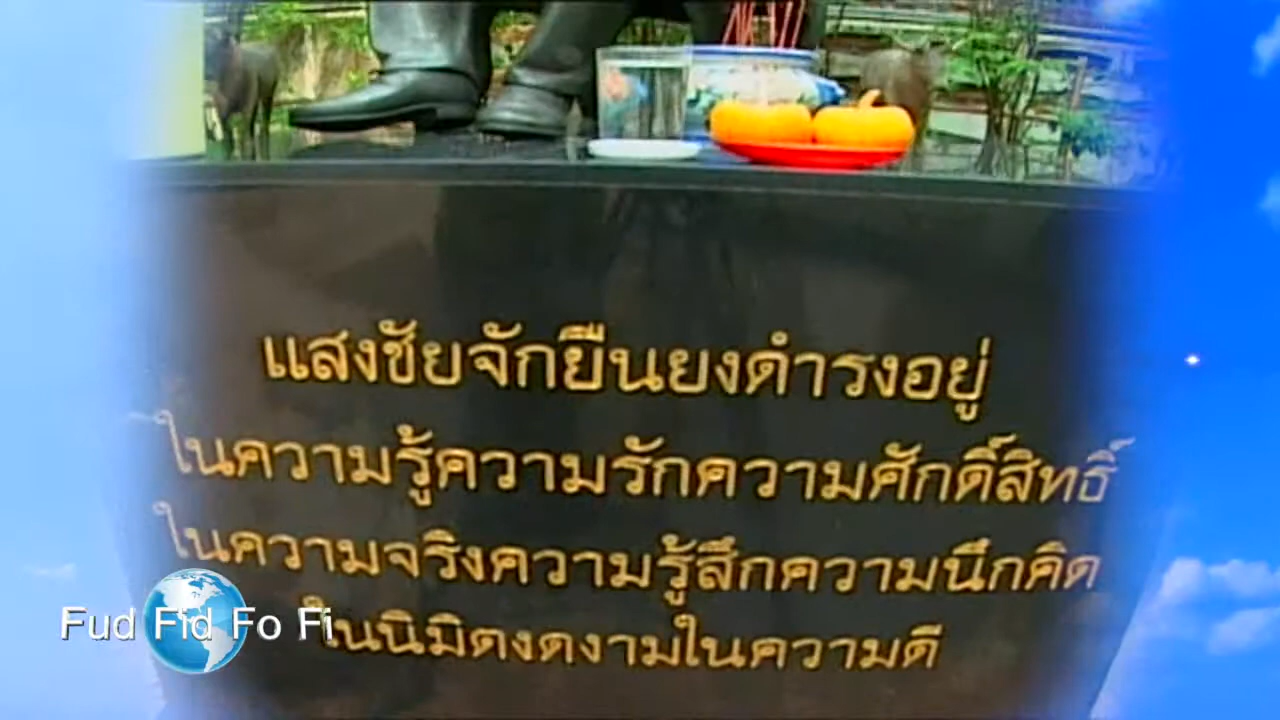 แสงชัยจักยืนยงดำรงอยู่
ในความรู้ความรักความศักดิ์สิทธิ์
ในความจริงความรู้สึกความนึกคิด
ในนิมิตงดงามในความดี
Fud Fid Fo Fi